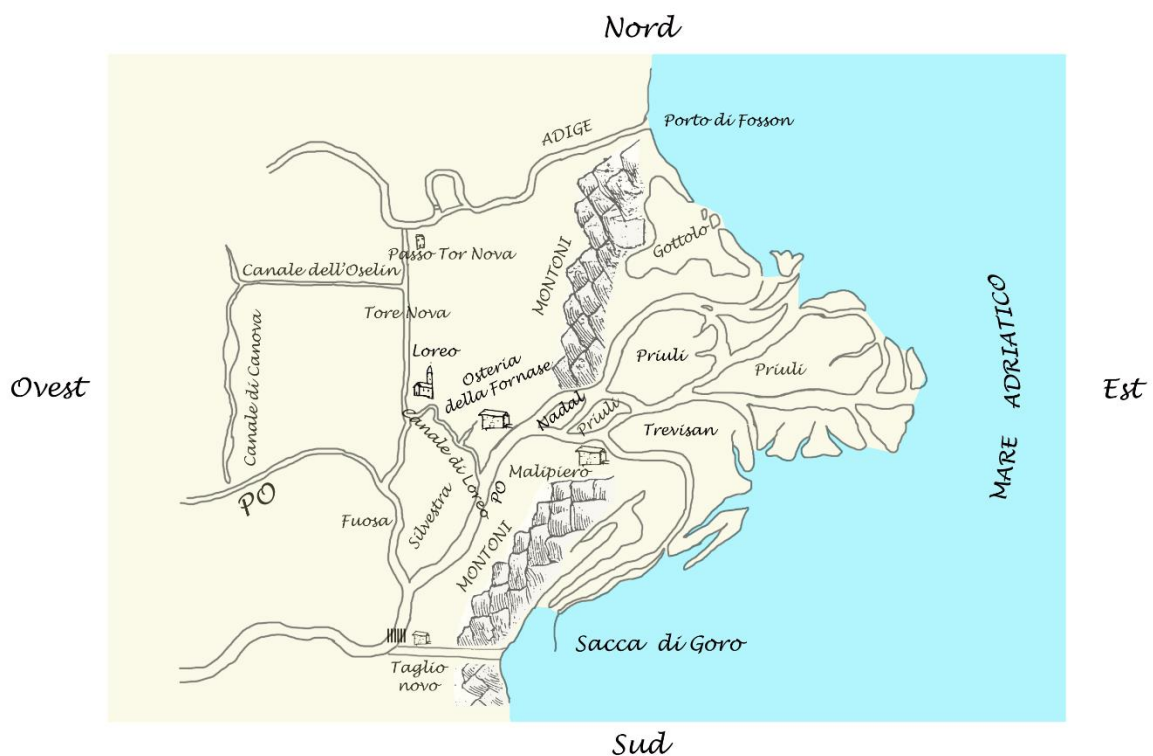 Nord
Porto di Fosson
ADIGE
Gottolo
Passo Tor Nova
Canale dell'Oselin
MONTONI
Tore Nova
Loreo
Osteria
della Fornase
Priuli
Priuli
Ovest
Est
MARE ADRIATICO
Canale di Canova
Nadal
Priuli
Trevisan
Canale di Loreo
Malipiero
PO
PO
Fuosa
Silvestra
MONTONI
Sacca di Goro
Taglio
novo
Sud